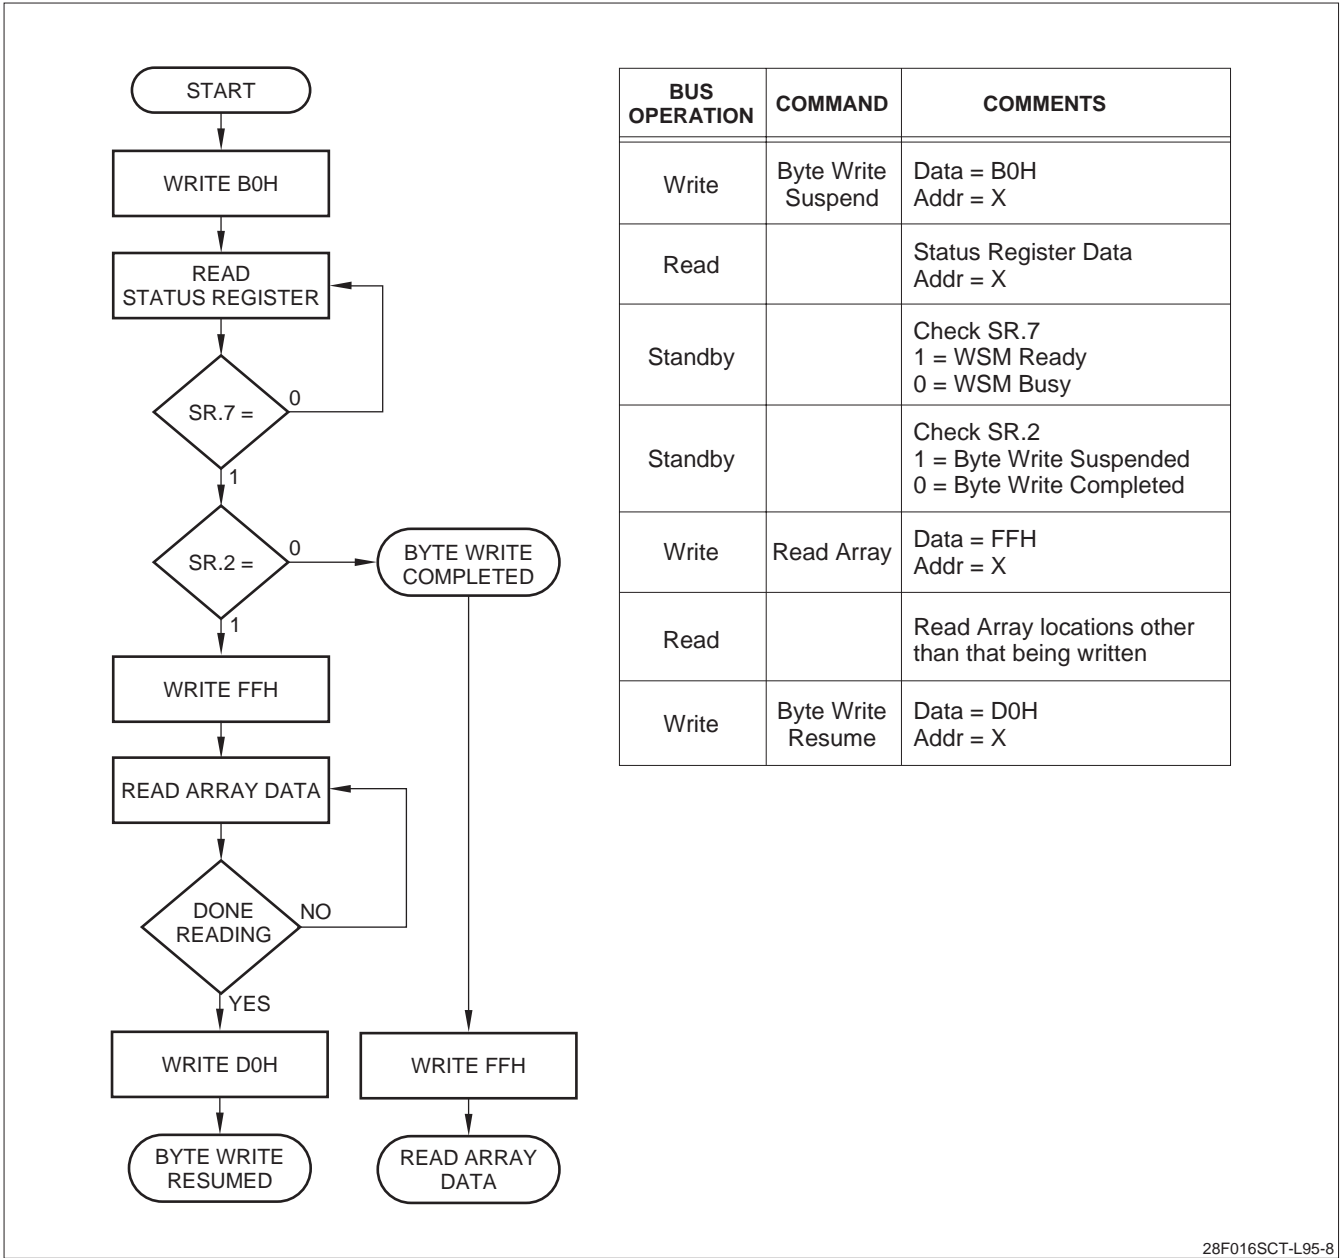 START
WRITE B0H
READ
STATUS REGISTER
SR.7 =
0
1
SR.2 =
0
BYTE WRITE
COMPLETED
1
WRITE FFH
READ ARRAY DATA
DONE
READING
NO
YES
WRITE D0H
WRITE FFH
BYTE WRITE
RESUMED
READ ARRAY
DATA
BUS
OPERATION
COMMAND
COMMENTS
Write
Byte Write
Suspend
Data = B0H
Addr = X
Read
Status Register Data
Addr = X
Standby
Check SR.7
1 = WSM Ready
0 = WSM Busy
Standby
Check SR.2
1 = Byte Write Suspended
0 = Byte Write Completed
Write
Read Array
Data = FFH
Addr = X
Read
Read Array locations other
than that being written
Write
Byte Write
Resume
Data = D0H
Addr = X
28F016SCT-L95-8